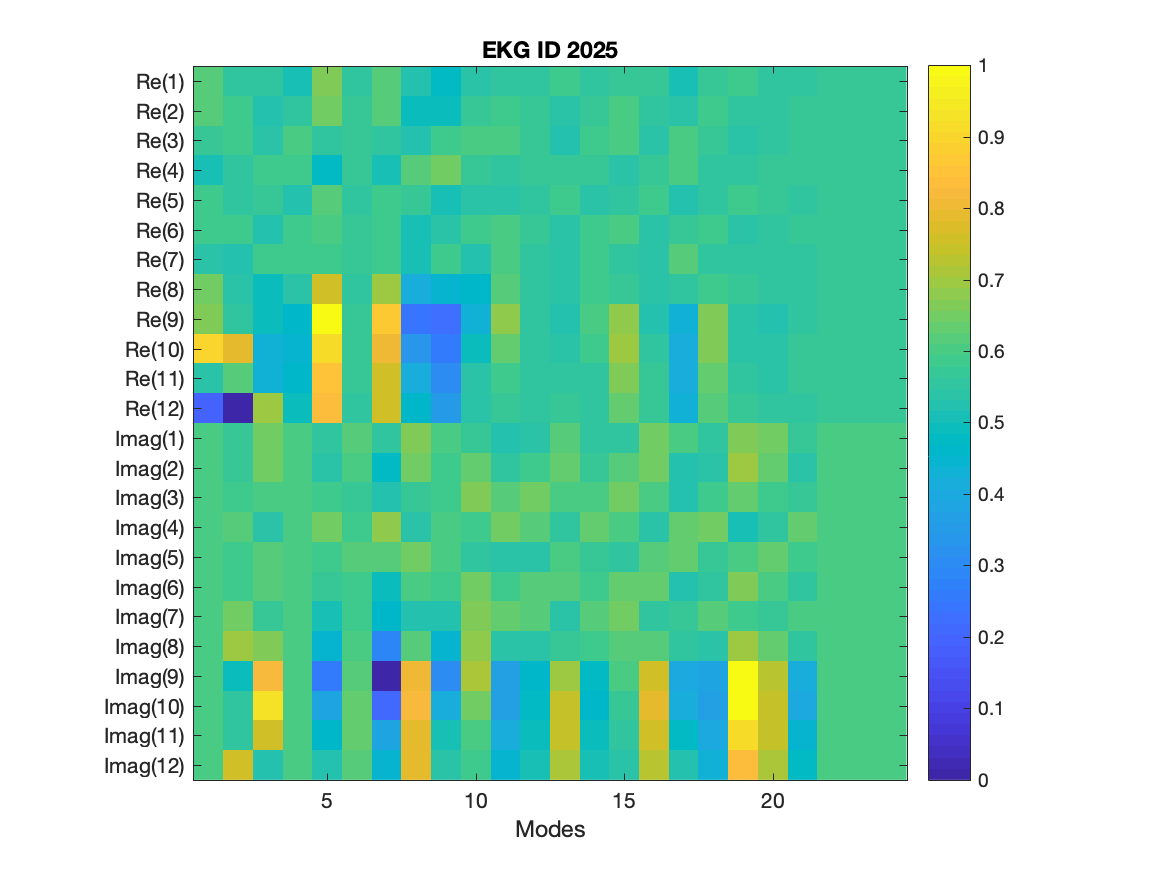 EKG ID 2025
Re(1)
Re(2)
Re(3)
Re(4)
Re(5)
Re(6)
Re(7)
Re(8)
Re(9)
Re(10)
Re(11)
Re(12)
Imag(1)
Imag(2)
Imag(3)
Imag(4)
Imag(5)
Imag(6)
Imag(7)
Imag(8)
Imag(9)
Imag(10)
Imag(11)
Imag(12)
5 10 15 20
Modes
1
0.9
0.8
0.7
0.6
0.5
0.4
0.3
0.2
0.1
0